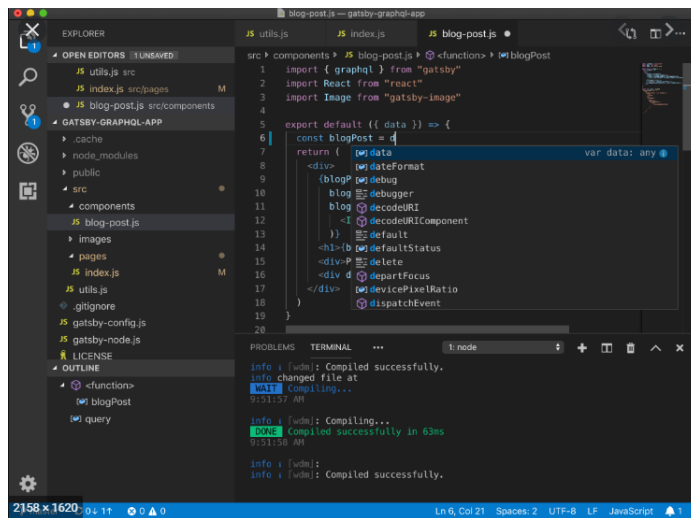 blog-post.js — gatsby-graphql-app
EXPLORER
OPEN EDITORS 1 UNSAVED
JS utils.js src
JS index.js src/pages M
JS blog-post.js src/components
GATSBY-GRAPHQL-APP
.cache
node_modules
public
src
components
JS blog-post.js
images
pages
JS index.js M
JS utils.js
.gitignore
JS gatsby-config.js
JS gatsby-node.js
LICENSE
OUTLINE
<function>
blogPost
query
1
1
JS utils.js JS index.js JS blog-post.js
src components JS blog-post.js <function> blogPost
1 import { graphql } from "gatsby"
2 import React from "react"
3 import Image from "gatsby-image"
4
5 export default ({ data }) => {
6 const blogPost = d
7 return (
8 <div>
9 {blogP
10 blog
11 blog
12 <I
13 )}
14 <h1>{b
15 <div>P
16 <div d
17 </div>
18 )
19 }
20
data var data: any
dateFormat
debug
debugger
decodeURI
decodeURIComponent
default
defaultStatus
delete
departFocus
devicePixelRatio
dispatchEvent
PROBLEMS TERMINAL ••• 1: node
info ℹ ｢wdm｣: Compiled successfully.
info changed file at
WAIT Compiling...
9:51:57 AM
info ℹ ｢wdm｣: Compiling...
DONE Compiled successfully in 63ms
9:51:58 AM
info ℹ ｢wdm｣:
info ℹ ｢wdm｣: Compiled successfully.
2158 × 1620 0↓ 1↑ 0 0 Ln 6, Col 21 Spaces: 2 UTF-8 LF JavaScript 1